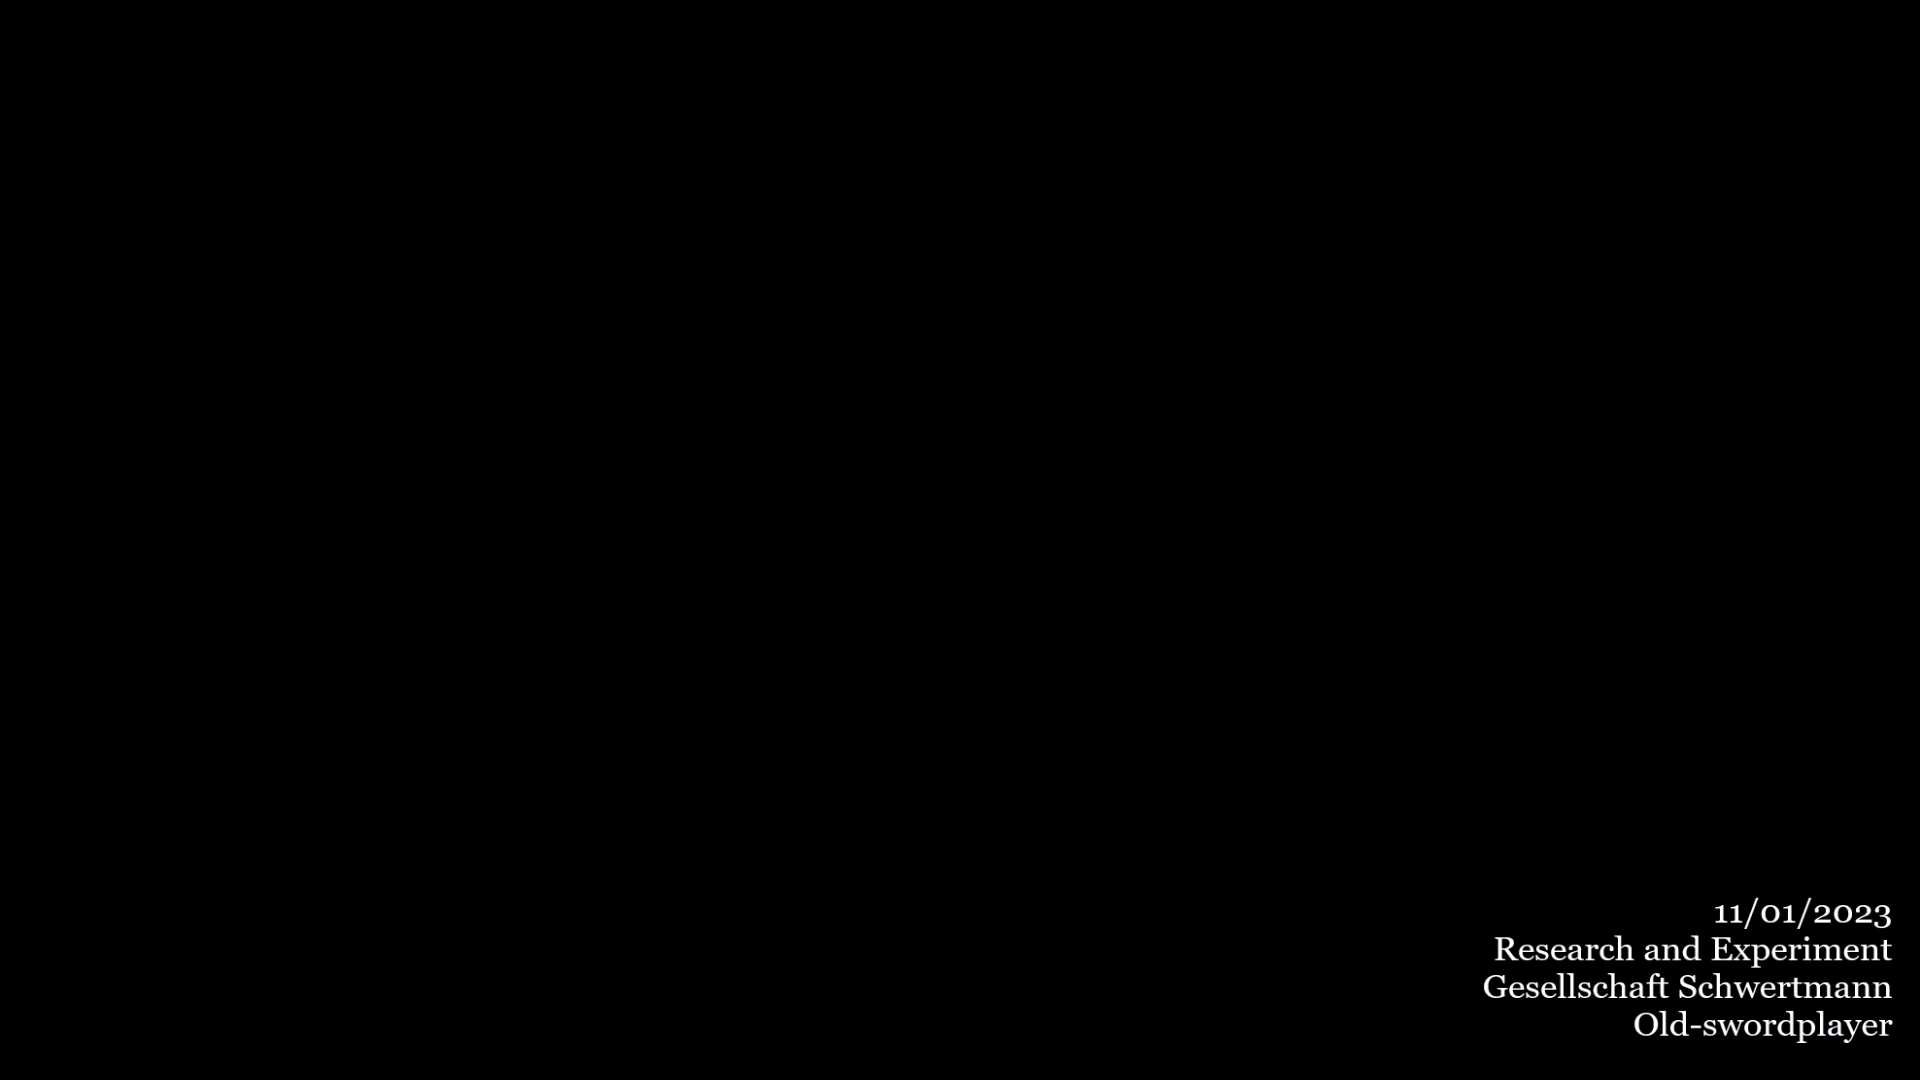 11/01/2023
Research and Experiment
Gesellschaft Schwertmann
Old-swordplayer